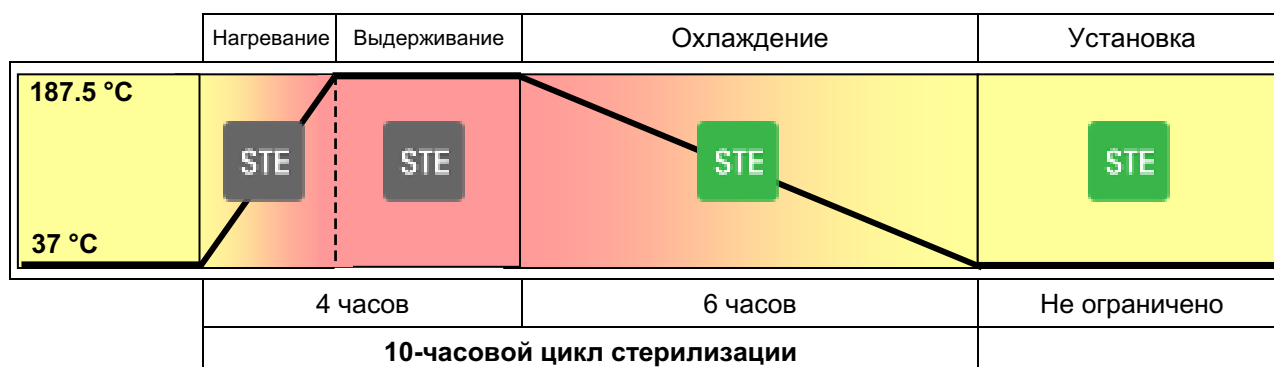 Нагревание Выдерживание Охлаждение Установка
187.5 °C
STE STE STE STE
37 °C
4 часов 6 часов Не ограничено
10-часовой цикл стерилизации